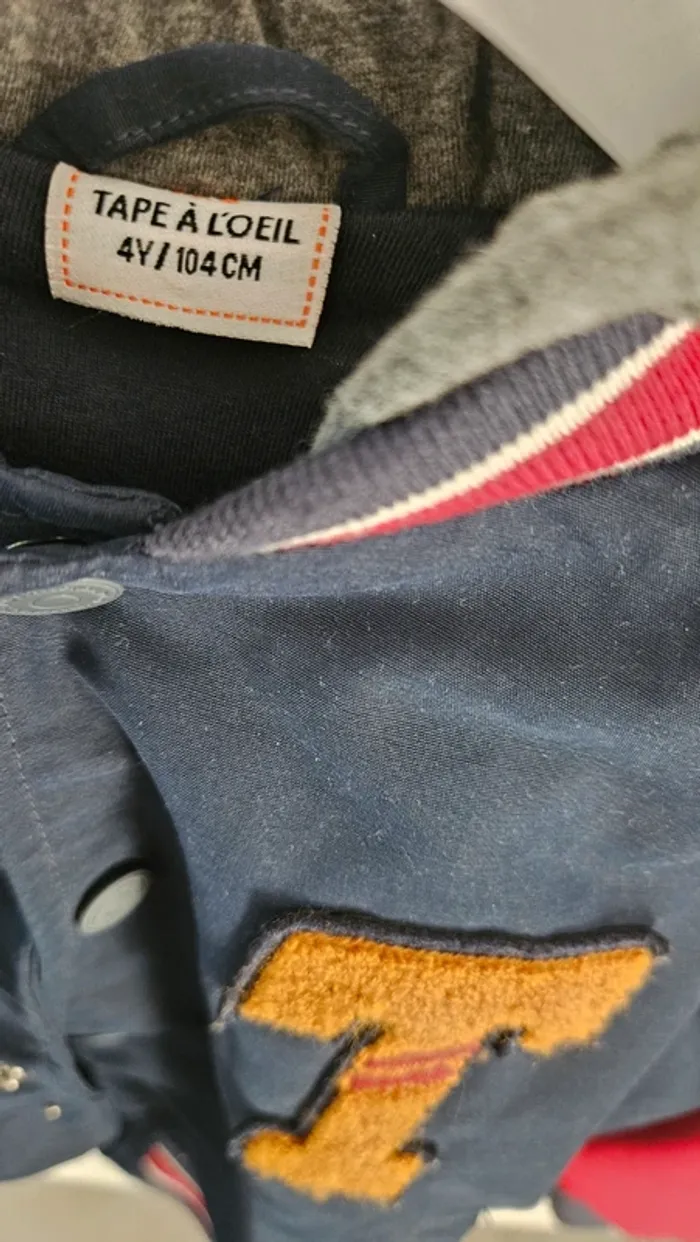 TAPE À L'OEIL
4Y/104CM
T